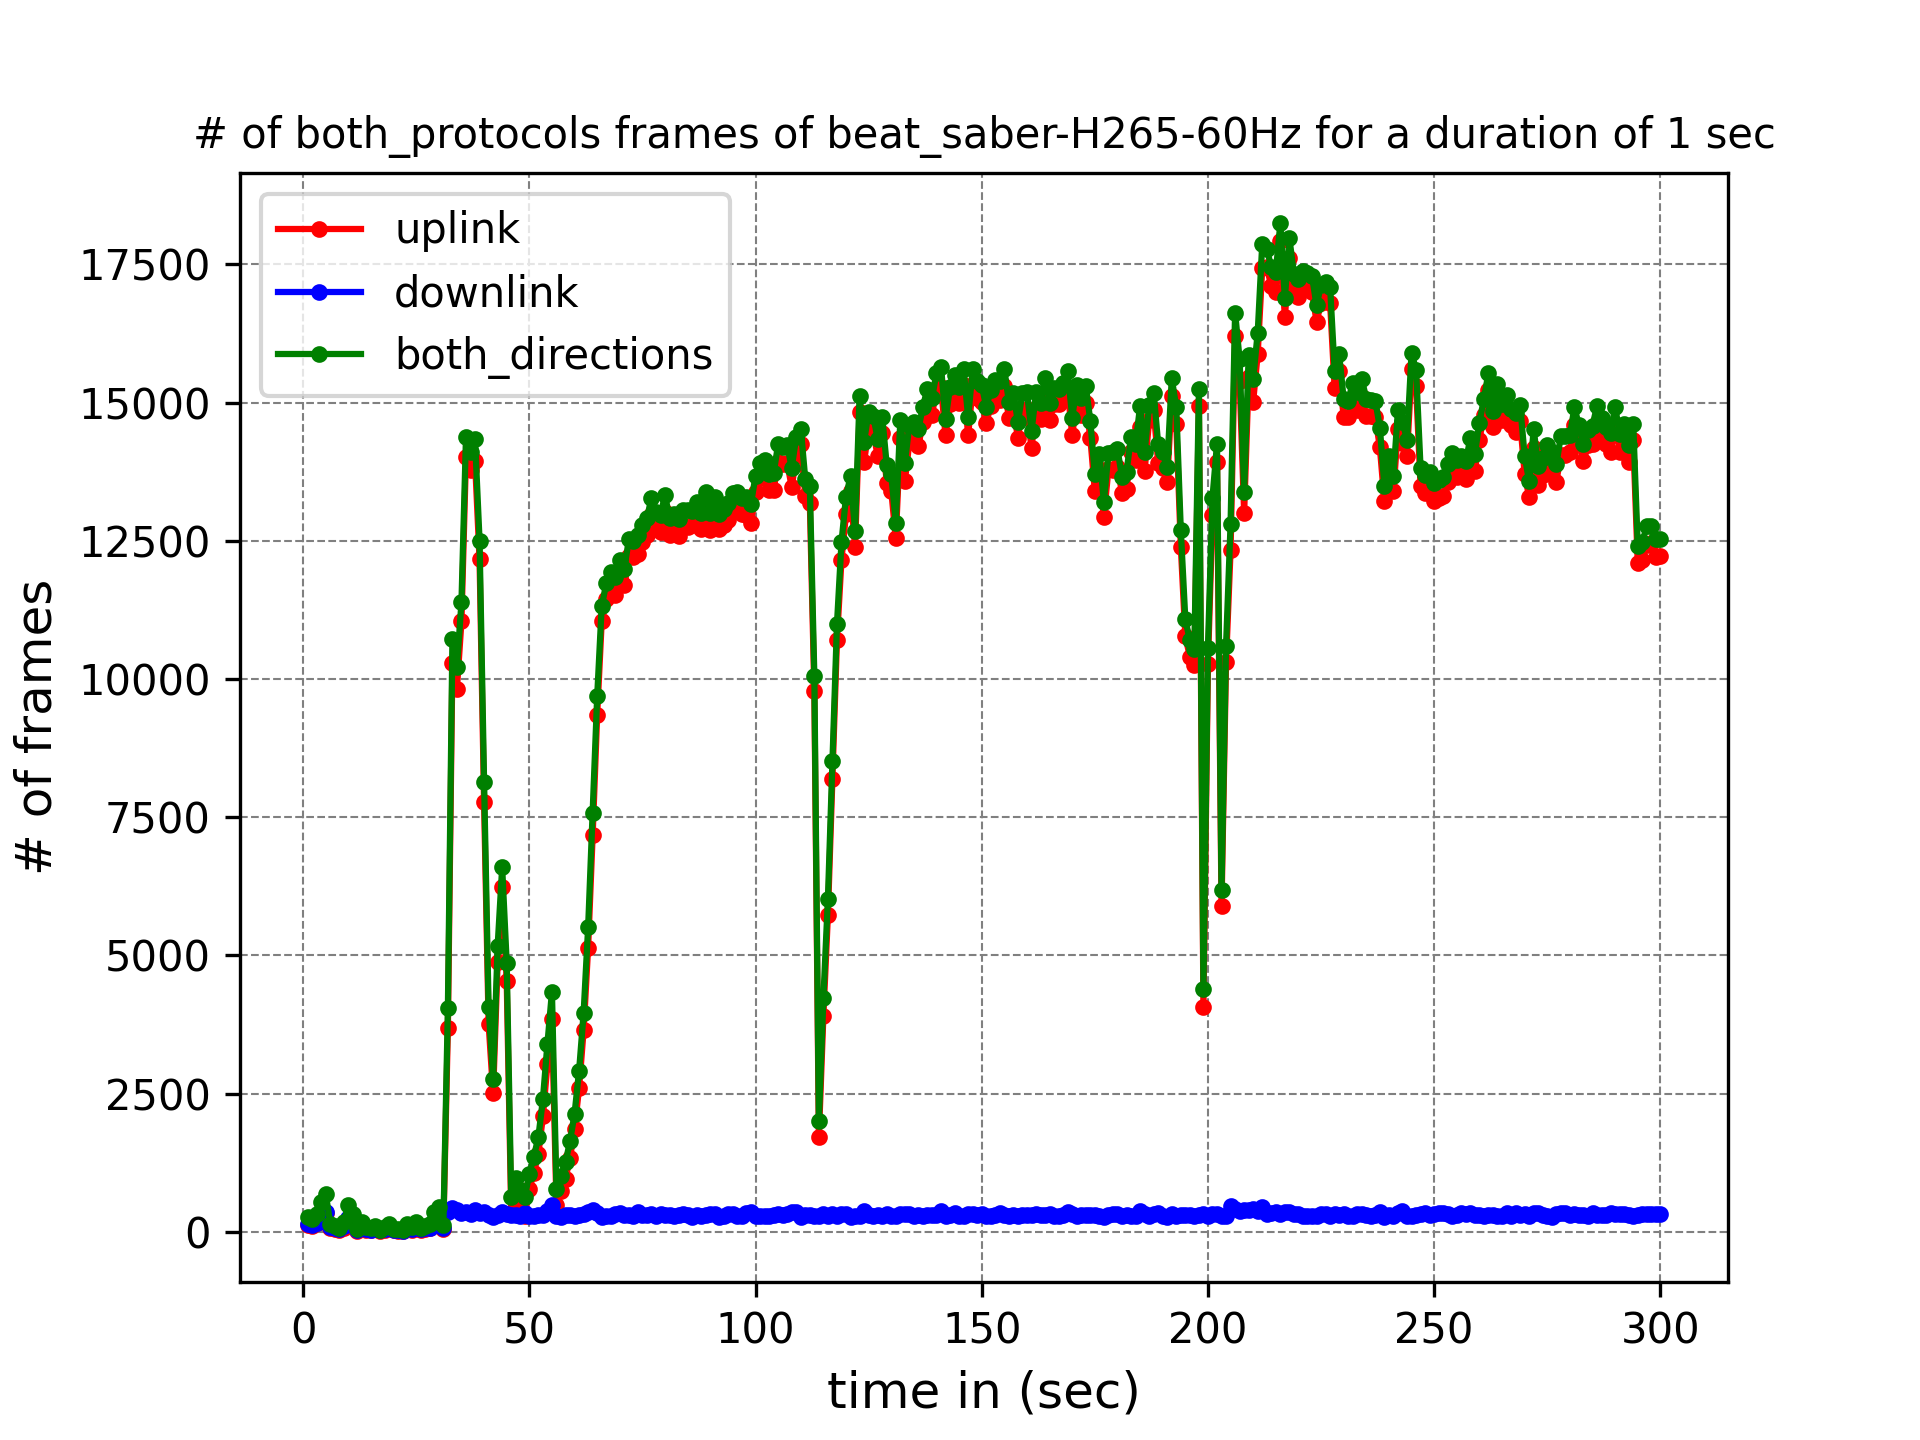 # of both_protocols frames of beat_saber-H265-60Hz for a duration of 1 sec
uplink
downlink
both_directions
17500
15000
12500
10000
7500
5000
2500
0
# of frames
0 50 100 150 200 250 300
time in (sec)